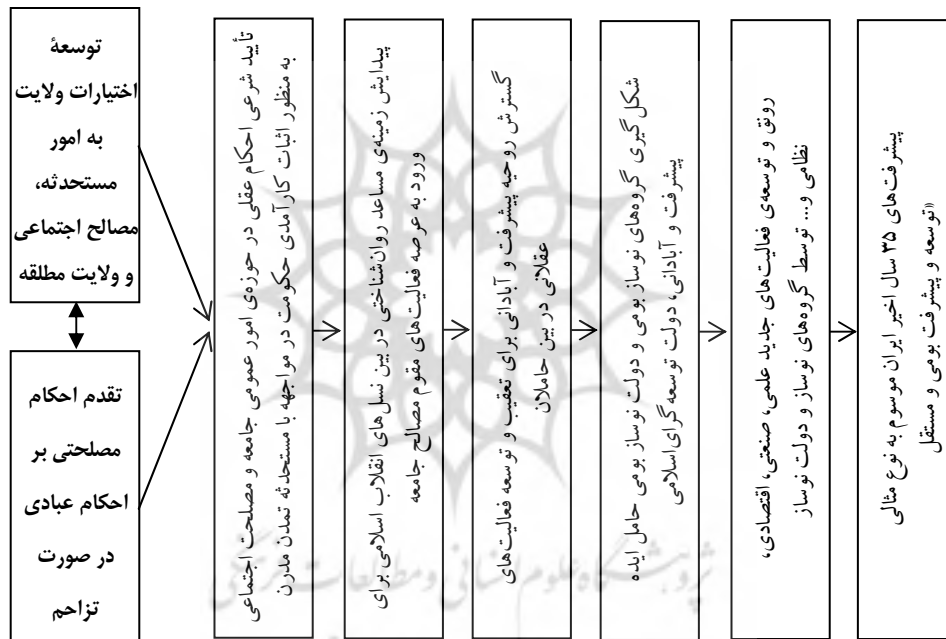 توسعهٔ
اختیارات ولایت
به امور
مستحدثه،
مصالح اجتماعی
و ولایت مطلقه
تقدم احکام
مصلحتی بر
احکام عبادی
در صورت
تزاحم
تأیید شرعی احکام عقلی در حوزه‌ی امور عمومی جامعه و مصلحت اجتماعی
به منظور اثبات کارآمدی حکومت در مواجهه با مستحدثه تمدن مدرن
پیدایش زمینه‌ی مساعد روان‌شناختی در بین نسل‌های انقلاب اسلامی برای
ورود به عرصه فعالیت‌های مقوم مصالح جامعه
گسترش روحیه پیشرفت و آبادانی برای تعقیب و توسعه فعالیت‌های
عقلانی در بین حاملان
شکل گیری گروه‌های نوساز بومی و دولت نوساز بومی حامل ایده
پیشرفت و آبادانی، دولت توسعه‌گرای اسلامی
رونق و توسعه‌ی فعالیت‌های جدید علمی، صنعتی، اقتصادی،
نظامی و... توسط گروه‌های نوساز و دولت نوساز
پیشرفت‌های ۳۵ سال اخیر ایران موسوم به نوع مثالی
«توسعه و پیشرفت بومی و مستقل
پژوهشگاه علوم انسانی و مطالعات فرهنگی